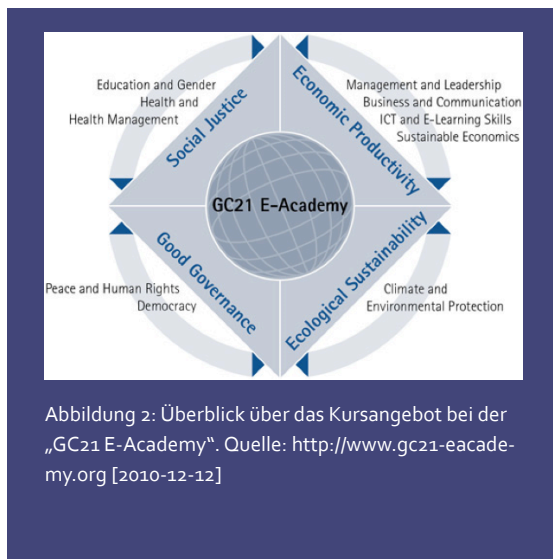 Education and Gender
Health and
Health Management
Social Justice
Economic Productivity
Management and Leadership
Business and Communication
ICT and E-Learning Skills
Sustainable Economics
GC21 E-Academy
Good Governance
Ecological Sustainability
Peace and Human Rights
Democracy
Climate and
Environmental Protection
Abbildung 2: Überblick über das Kursangebot bei der
„GC21 E-Academy“. Quelle: http://www.gc21-eacade-
my.org [2010-12-12]